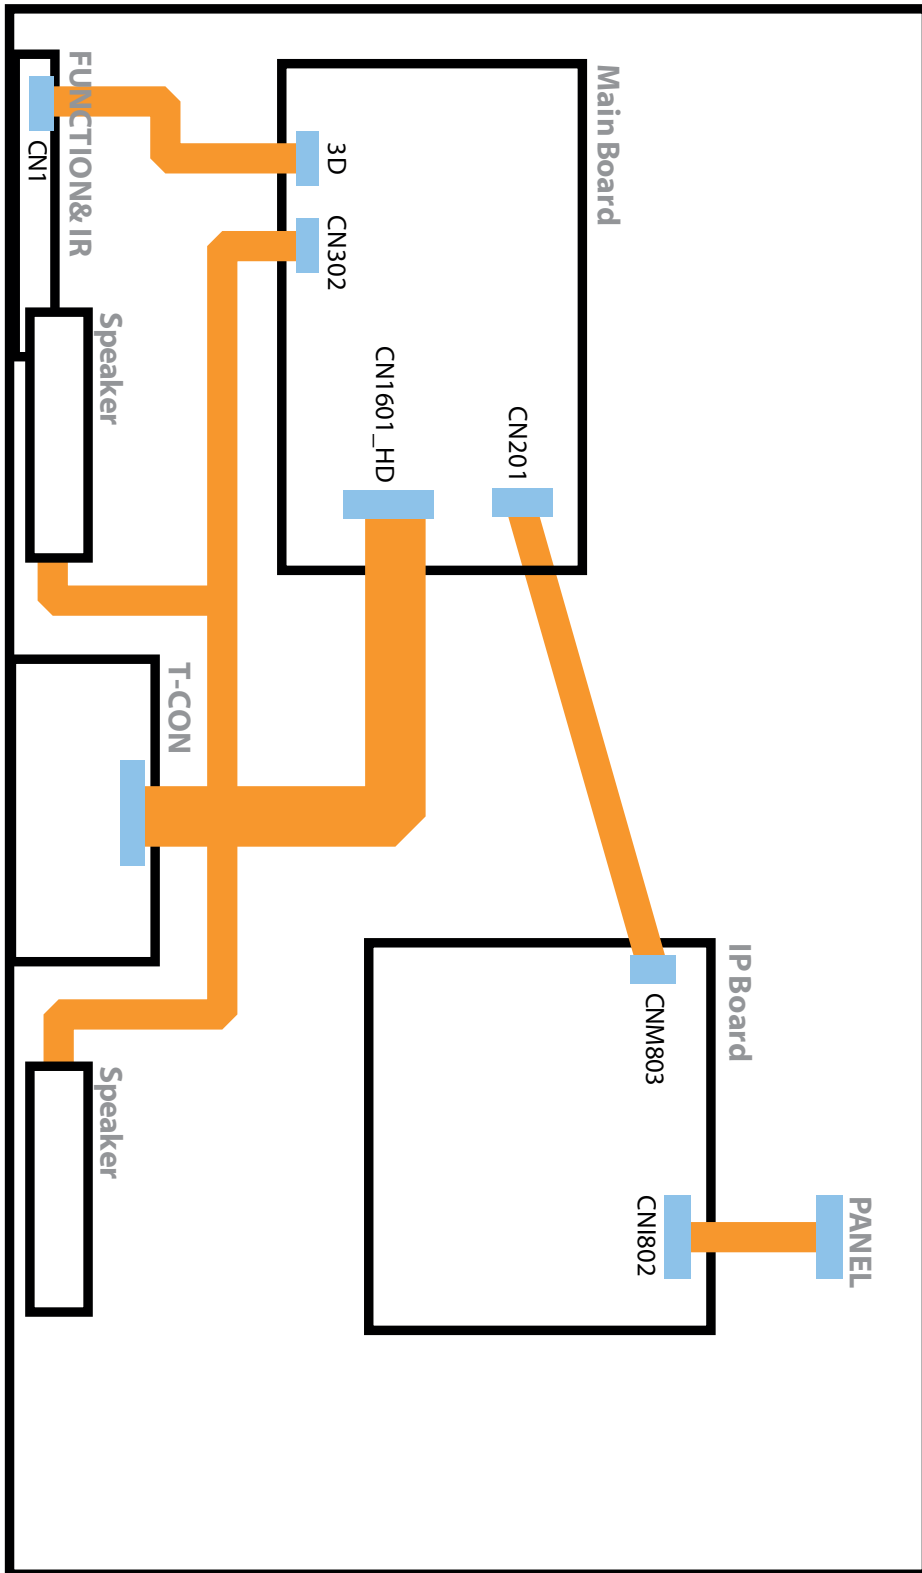 PANEL
IP Board
CNI802
CNM803
Main Board
CN201
CN1601_HD
CN302
3D
T-CON
Speaker
Speaker
FUNCTION&IR
CN1